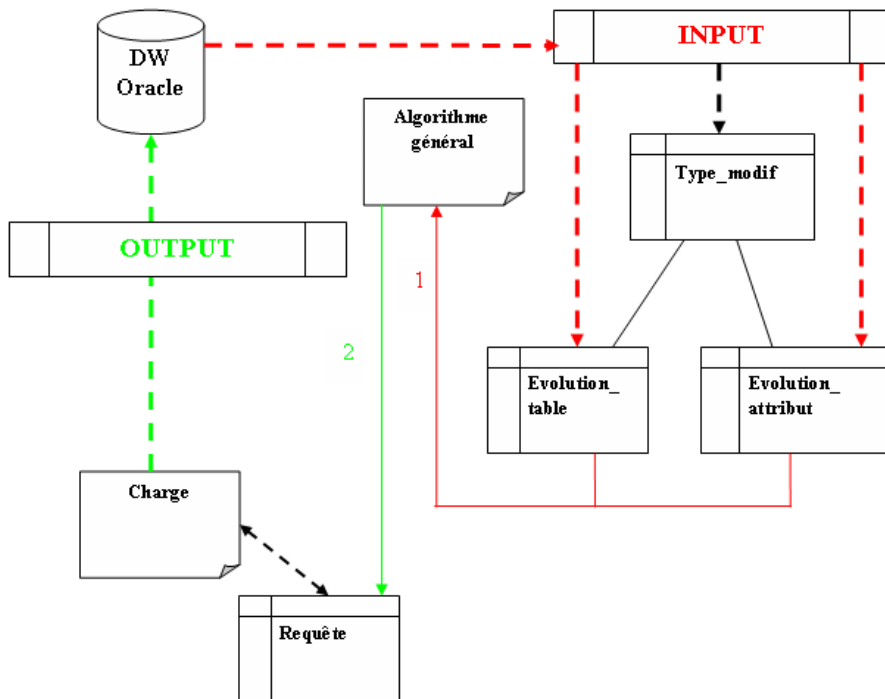 DW
Oracle
INPUT
Algorithme
général
Type_modif
OUTPUT
1
2
Evolution_
table
Evolution_
attribut
Charge
Requête